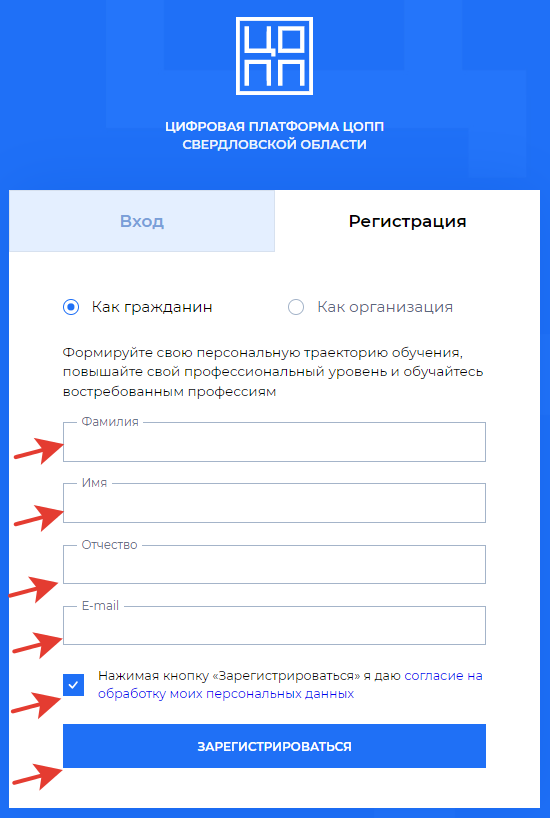 ЦОПП
ЦИФРОВАЯ ПЛАТФОРМА ЦОПП
СВЕРДЛОВСКОЙ ОБЛАСТИ
Вход
Регистрация
Как гражданин
Как организация
Формируйте свою персональную траекторию обучения,
повышайте свой профессиональный уровень и обучайтесь
востребованным профессиям
Фамилия
Имя
Отчество
E-mail
Нажимая кнопку «Зарегистрироваться» я даю согласие на
обработку моих персональных данных
ЗАРЕГИСТРИРОВАТЬСЯ